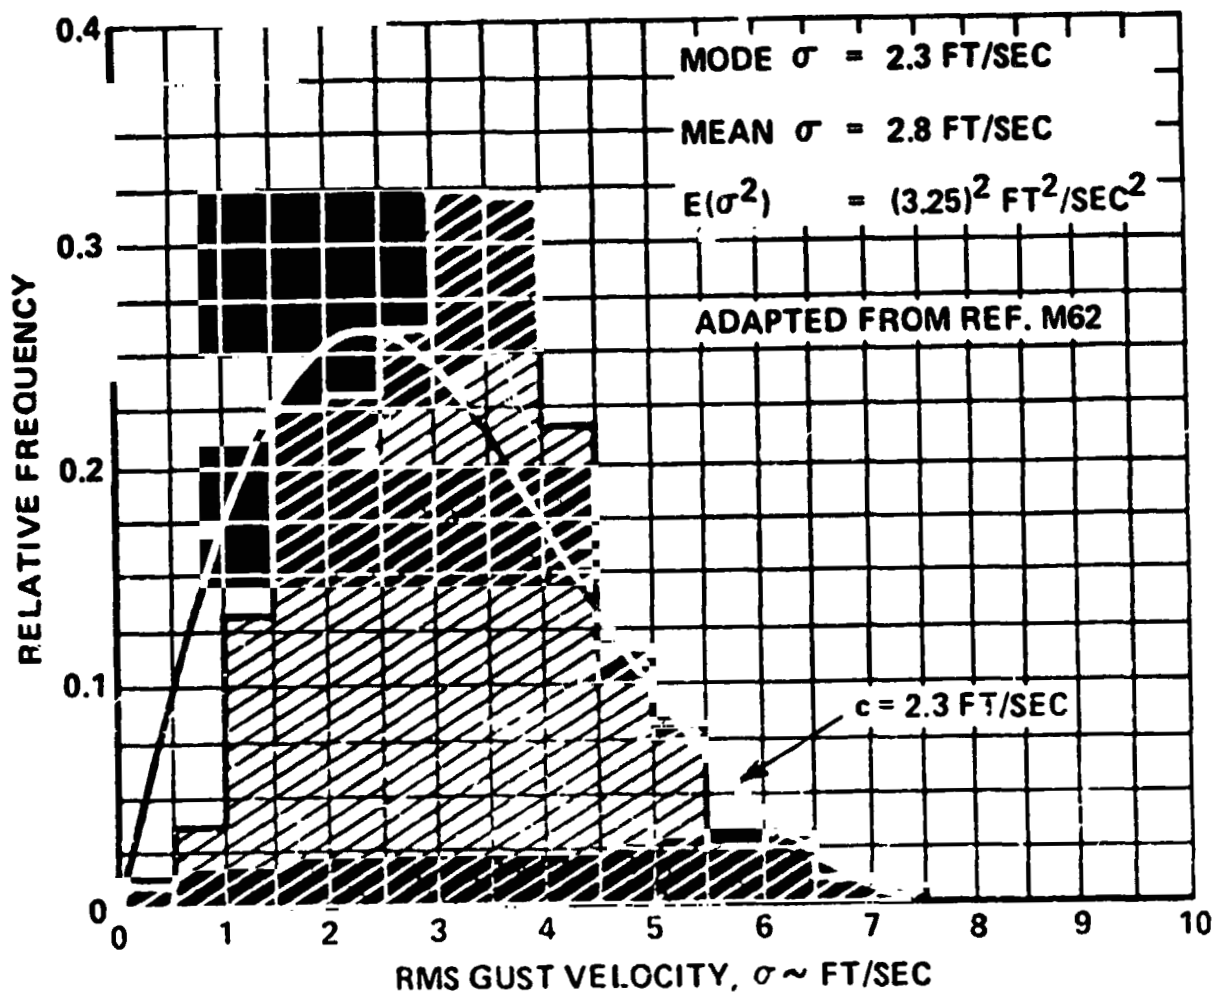 0.4
MODE σ = 2.3 FT/SEC
MEAN σ = 2.8 FT/SEC
E(σ²) = (3.25)² FT²/SEC²
0.3
ADAPTED FROM REF. M62
RELATIVE FREQUENCY
0.2
0.1
c = 2.3 FT/SEC
0
0 1 2 3 4 5 6 7 8 9 10
RMS GUST VELOCITY, σ ~ FT/SEC